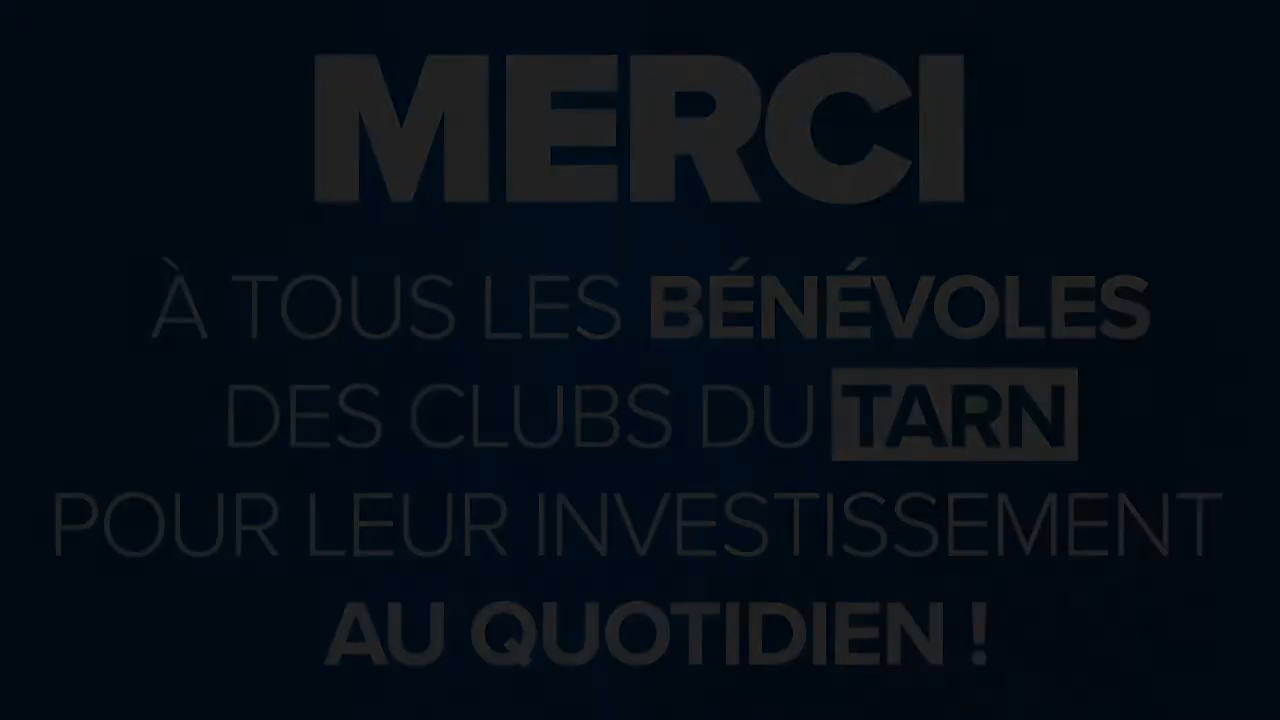 MERCI
À TOUS LES BÉNÉVOLES
DES CLUBS DU TARN
POUR LEUR INVESTISSEMENT
AU QUOTIDIEN !